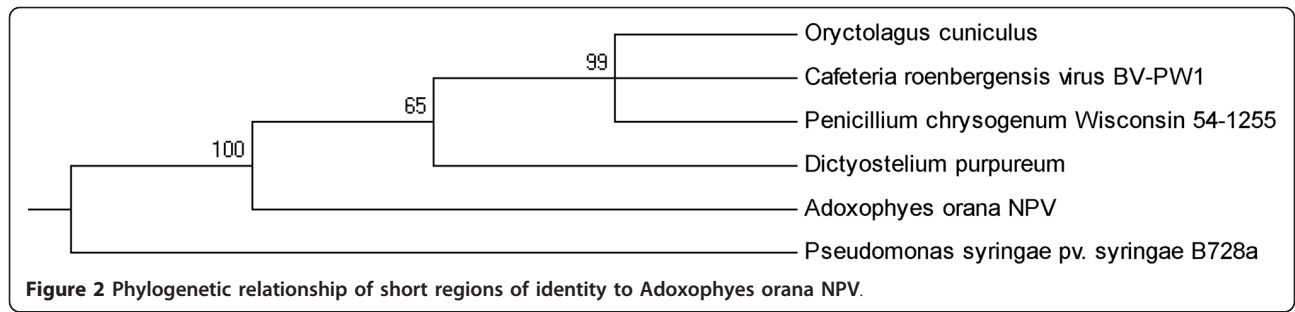 Oryctolagus cuniculus
99
Cafeteria roenbergensis virus BV-PW1
65
Penicillium chrysogenum Wisconsin 54-1255
100
Dictyostelium purpureum
Adoxophyes orana NPV
Pseudomonas syringae pv. syringae B728a
Figure 2 Phylogenetic relationship of short regions of identity to Adoxophyes orana NPV.